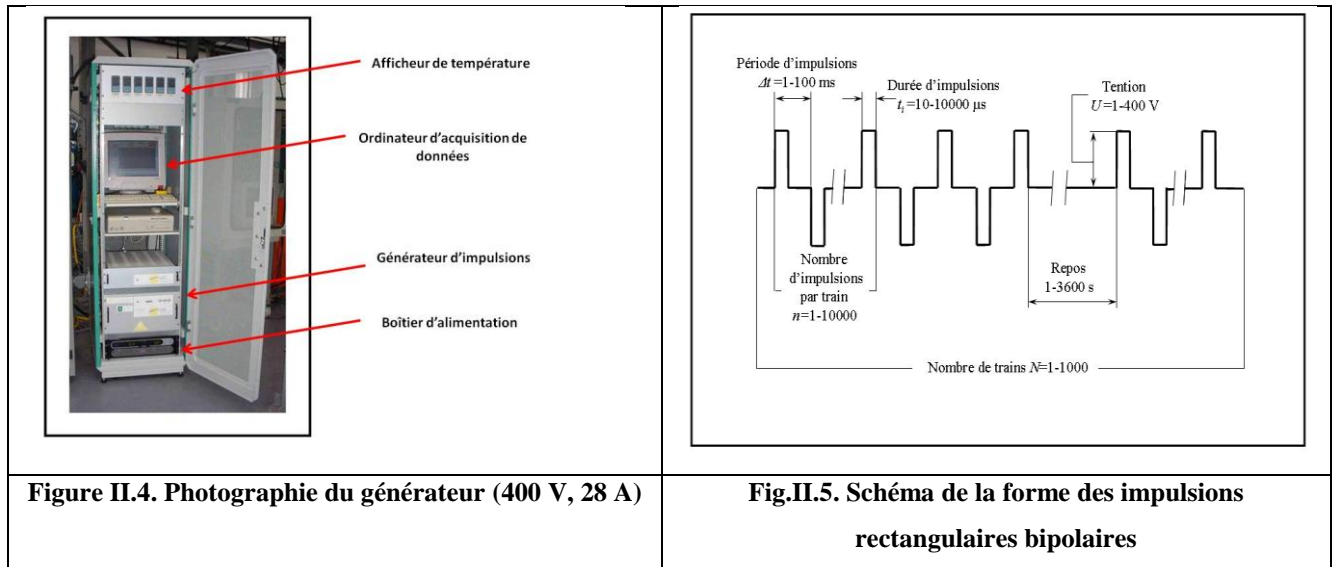 Afficheur de température
Ordinateur d'acquisition de
données
Générateur d'impulsions
Boîtier d'alimentation
Figure II.4. Photographie du générateur (400 V, 28 A)
Période d'impulsions
Δt =1-100 ms
Durée d'impulsions
tᵢ =10-10000 µs
Tention
U=1-400 V
Nombre
d'impulsions
par train
n=1-10000
Repos
1-3600 s
Nombre de trains N=1-1000
Fig.II.5. Schéma de la forme des impulsions
rectangulaires bipolaires